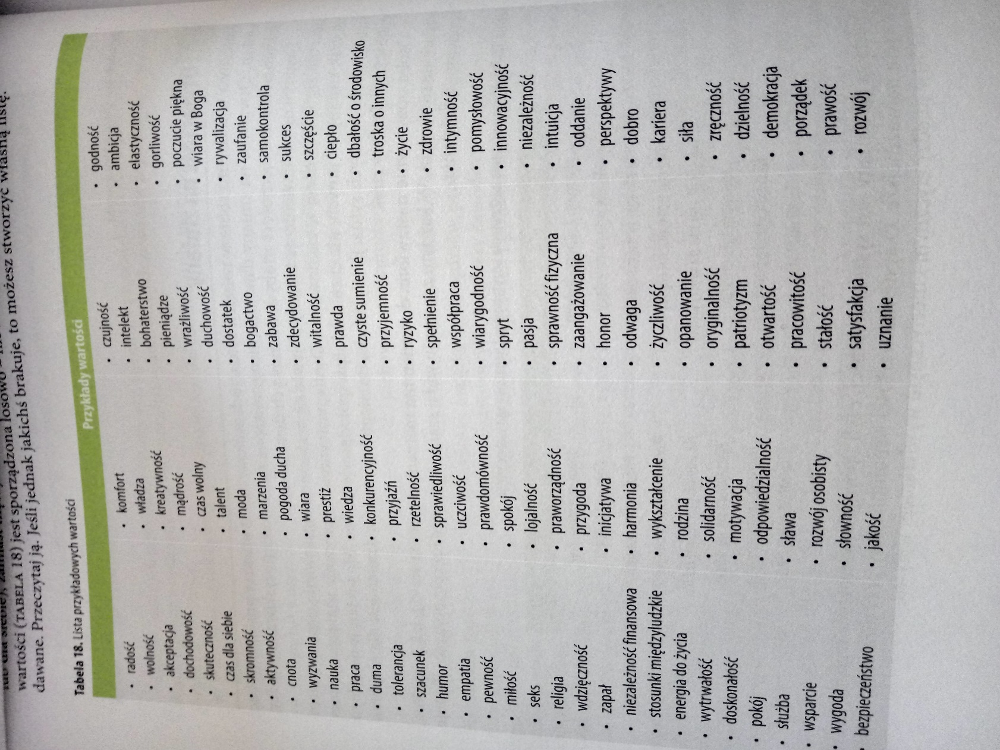 wartości (TABELA 18) jest sporządzona losowo –
dawane. Przeczytaj ją. Jeśli jednak jakichś brakuje, to możesz stworzyć własną listę.
Tabela 18. Lista przykładowych wartości
Przykłady wartości
• radość
• wolność
• akceptacja
• dochodowość
• skuteczność
• czas dla siebie
• skromność
• aktywność
• cnota
• wyzwania
• nauka
• praca
• duma
• tolerancja
• szacunek
• humor
• empatia
• pewność
• miłość
• seks
• religia
• wdzięczność
• zapał
• niezależność finansowa
• stosunki międzyludzkie
• energia do życia
• wytrwałość
• doskonałość
• pokój
• służba
• wsparcie
• wygoda
• bezpieczeństwo
• komfort
• władza
• kreatywność
• mądrość
• czas wolny
• talent
• moda
• marzenia
• pogoda ducha
• wiara
• prestiż
• wiedza
• konkurencyjność
• przyjaźń
• rzetelność
• sprawiedliwość
• uczciwość
• prawdomówność
• spokój
• lojalność
• praworządność
• przygoda
• inicjatywa
• harmonia
• wykształcenie
• rodzina
• solidarność
• motywacja
• odpowiedzialność
• sława
• rozwój osobisty
• słowność
• jakość
• czujność
• intelekt
• bohaterstwo
• pieniądze
• wrażliwość
• duchowość
• dostatek
• bogactwo
• zabawa
• zdecydowanie
• witalność
• prawda
• czyste sumienie
• przyjemność
• ryzyko
• spełnienie
• współpraca
• wiarygodność
• spryt
• pasja
• sprawność fizyczna
• zaangażowanie
• honor
• odwaga
• życzliwość
• opanowanie
• oryginalność
• patriotyzm
• otwartość
• pracowitość
• stałość
• satysfakcja
• uznanie
• godność
• ambicja
• elastyczność
• gorliwość
• poczucie piękna
• wiara w Boga
• rywalizacja
• zaufanie
• samokontrola
• sukces
• szczęście
• ciepło
• dbałość o środowisko
• troska o innych
• życie
• zdrowie
• intymność
• pomysłowość
• innowacyjność
• niezależność
• intuicja
• oddanie
• perspektywy
• dobro
• kariera
• siła
• zręczność
• dzielność
• demokracja
• porządek
• prawość
• rozwój